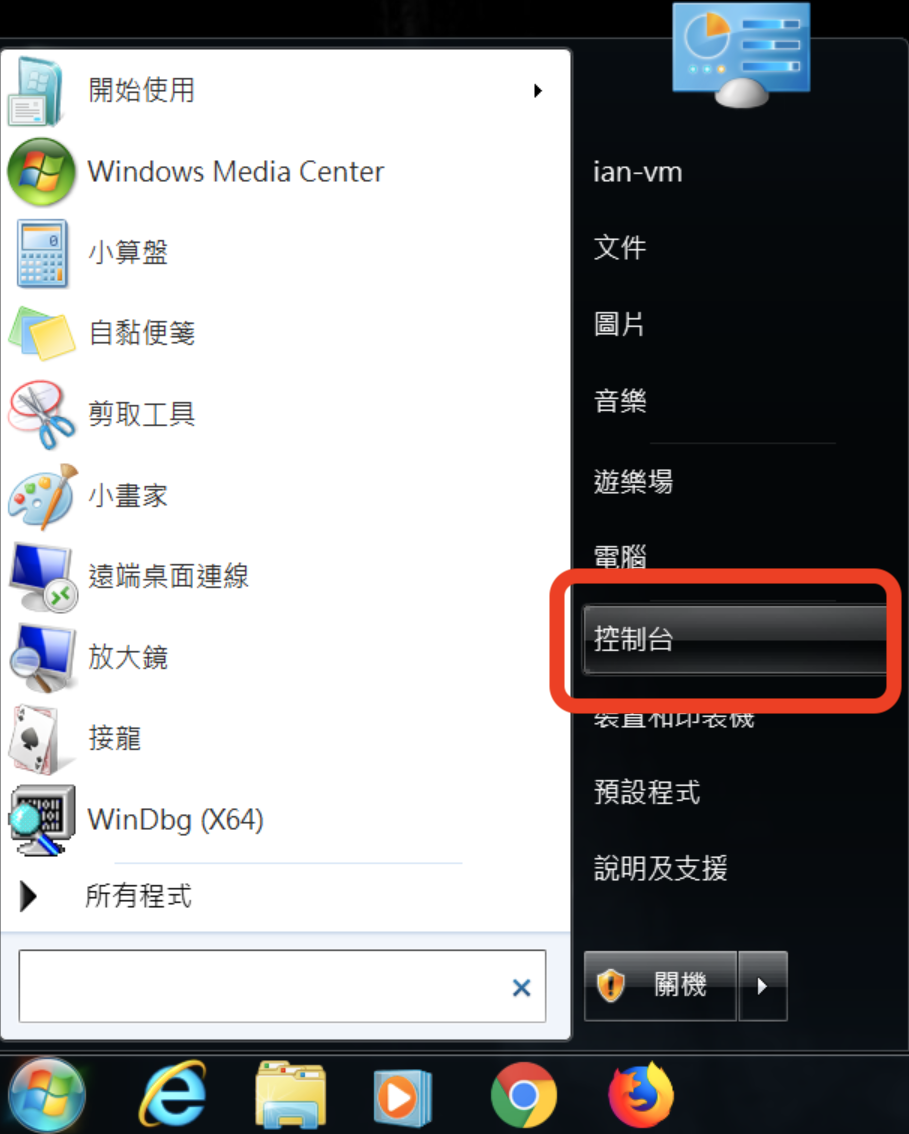 開始使用
Windows Media Center
小算盤
自黏便箋
剪取工具
小畫家
遠端桌面連線
放大鏡
接龍
WinDbg (X64)
所有程式
ian-vm
文件
圖片
音樂
遊樂場
電腦
控制台
裝置和印表機
預設程式
說明及支援
關機